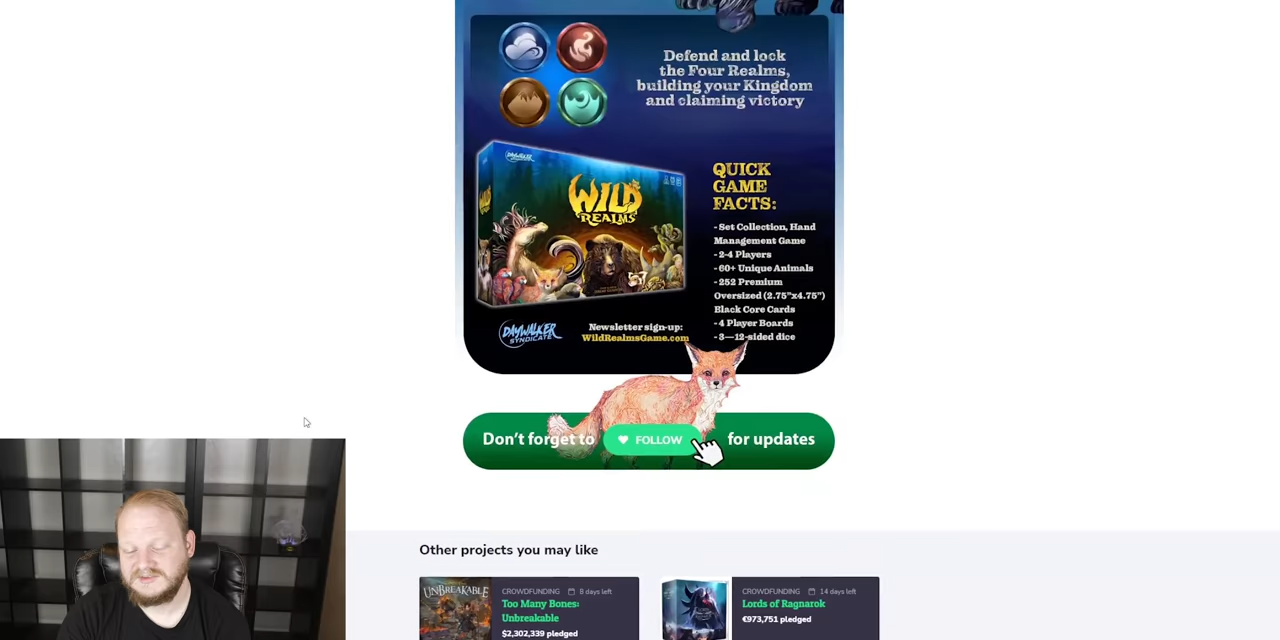 Defend and lock
the Four Realms,
building your Kingdom
and claiming victory
DAYWALKER
WILD
REALMS
QUICK
GAME
FACTS:
- Set Collection, Hand
Management Game
- 2-4 Players
- 60+ Unique Animals
- 252 Premium
Oversized (2.75"x4.75")
Black Core Cards
- 4 Player Boards
- 3—12-sided dice
DAYWALKER
SYNDICATE
Newsletter sign-up:
WildRealmsGame.com
Don't forget to FOLLOW for updates
Other projects you may like
UNBREAKABLE
CROWDFUNDING 8 days left
Too Many Bones:
Unbreakable
$2,302,339 pledged
CROWDFUNDING 14 days left
Lords of Ragnarok
€973,751 pledged